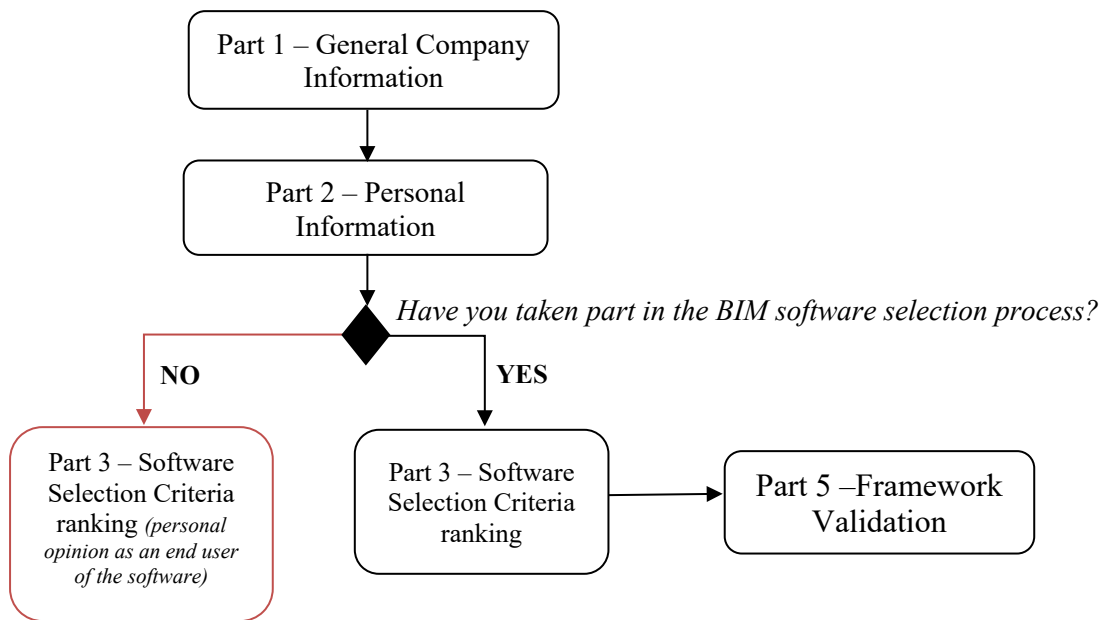 Part 1 – General Company
Information
Part 2 – Personal
Information
Have you taken part in the BIM software selection process?
NO
YES
Part 3 – Software
Selection Criteria
ranking (personal
opinion as an end user
of the software)
Part 3 – Software
Selection Criteria
ranking
Part 5 –Framework
Validation